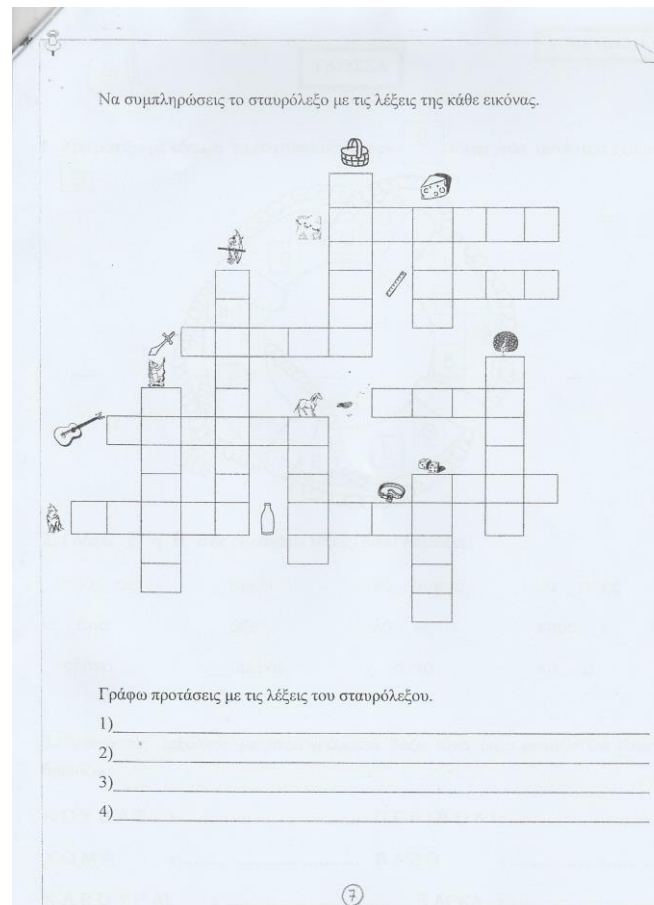 Να συμπληρώσεις το σταυρόλεξο με τις λέξεις της κάθε εικόνας.
Γράφω προτάσεις με τις λέξεις του σταυρόλεξου.
1)
2)
3)
4)
7